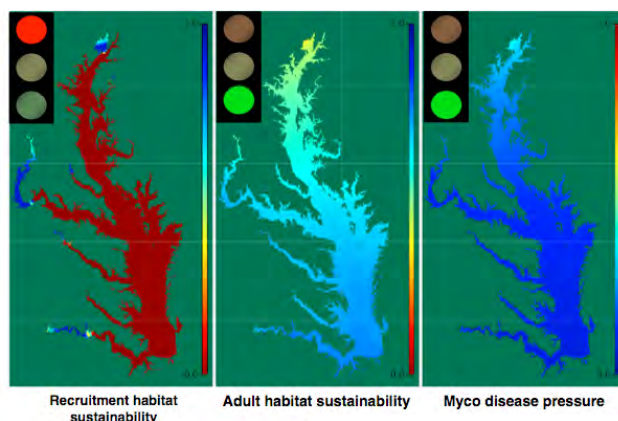 Recruitment habitat
sustainability
Adult habitat sustainability
Myco disease pressure